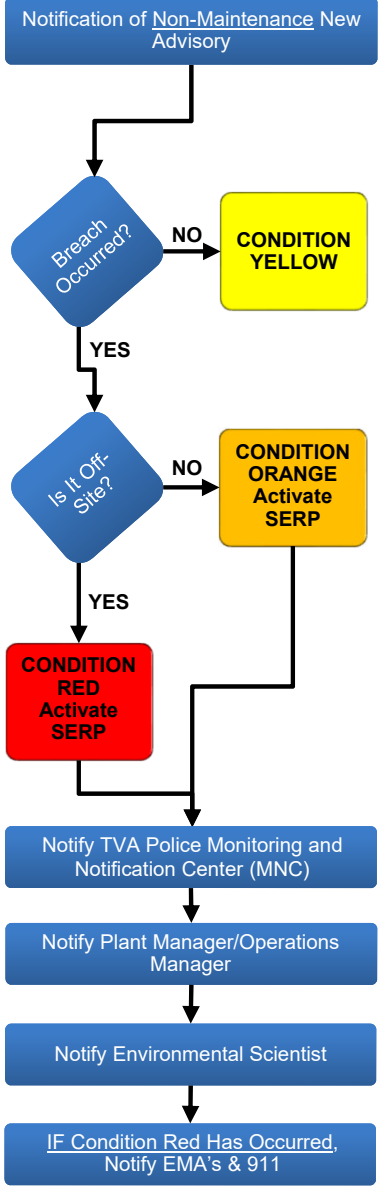 Notification of Non-Maintenance New
Advisory
Breach
Occurred?
NO
CONDITION
YELLOW
YES
Is It Off-
Site?
NO
CONDITION
ORANGE
Activate
SERP
YES
CONDITION
RED
Activate
SERP
Notify TVA Police Monitoring and
Notification Center (MNC)
Notify Plant Manager/Operations
Manager
Notify Environmental Scientist
IF Condition Red Has Occurred,
Notify EMA's & 911